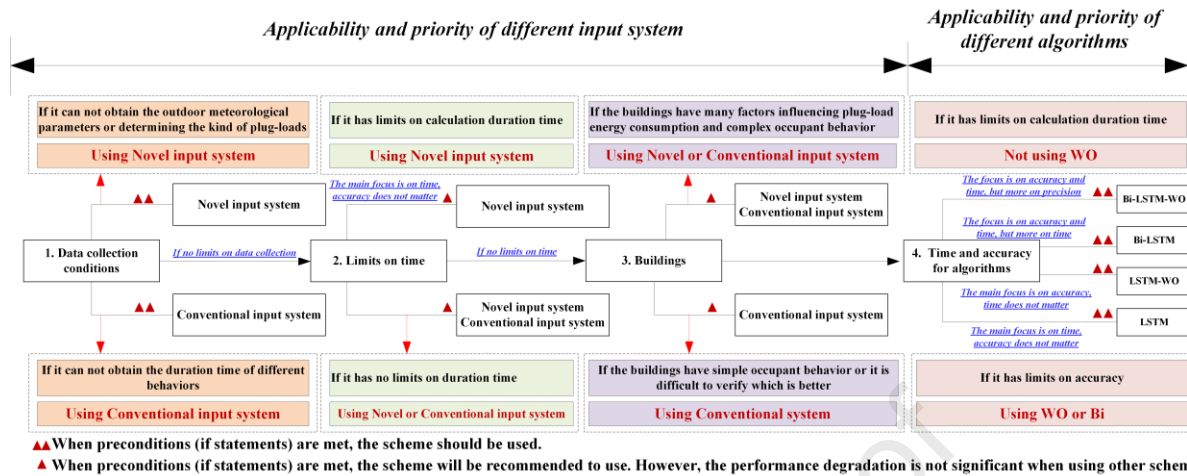 Applicability and priority of different input system
Applicability and priority of
different algorithms
If it can not obtain the outdoor meteorological
parameters or determining the kind of plug-loads
Using Novel input system
If it has limits on calculation duration time
Using Novel input system
If the buildings have many factors influencing plug-load
energy consumption and complex occupant behavior
Using Novel or Conventional input system
If it has limits on calculation duration time
Not using WO
Novel input system
The main focus is on time,
accuracy does not matter
Novel input system
Novel input system
Conventional input system
The focus is on accuracy and
time, but more on precision
Bi-LSTM-WO
1. Data collection
conditions
If no limits on data collection
2. Limits on time
If no limits on time
3. Buildings
4. Time and accuracy
for algorithms
The focus is on accuracy and
time, but more on time
Bi-LSTM
LSTM-WO
Conventional input system
Novel input system
Conventional input system
Conventional input system
The main focus is on accuracy,
time does not matter
LSTM
The main focus is on time,
accuracy does not matter
If it can not obtain the duration time of different
behaviors
Using Conventional input system
If it has no limits on duration time
Using Novel or Conventional input system
If the buildings have simple occupant behavior or it is
difficult to verify which is better
Using Conventional system
If it has limits on accuracy
Using WO or Bi
▲▲When preconditions (if statements) are met, the scheme should be used.
▲ When preconditions (if statements) are met, the scheme will be recommended to use. However, the performance degradation is not significant when using other schem